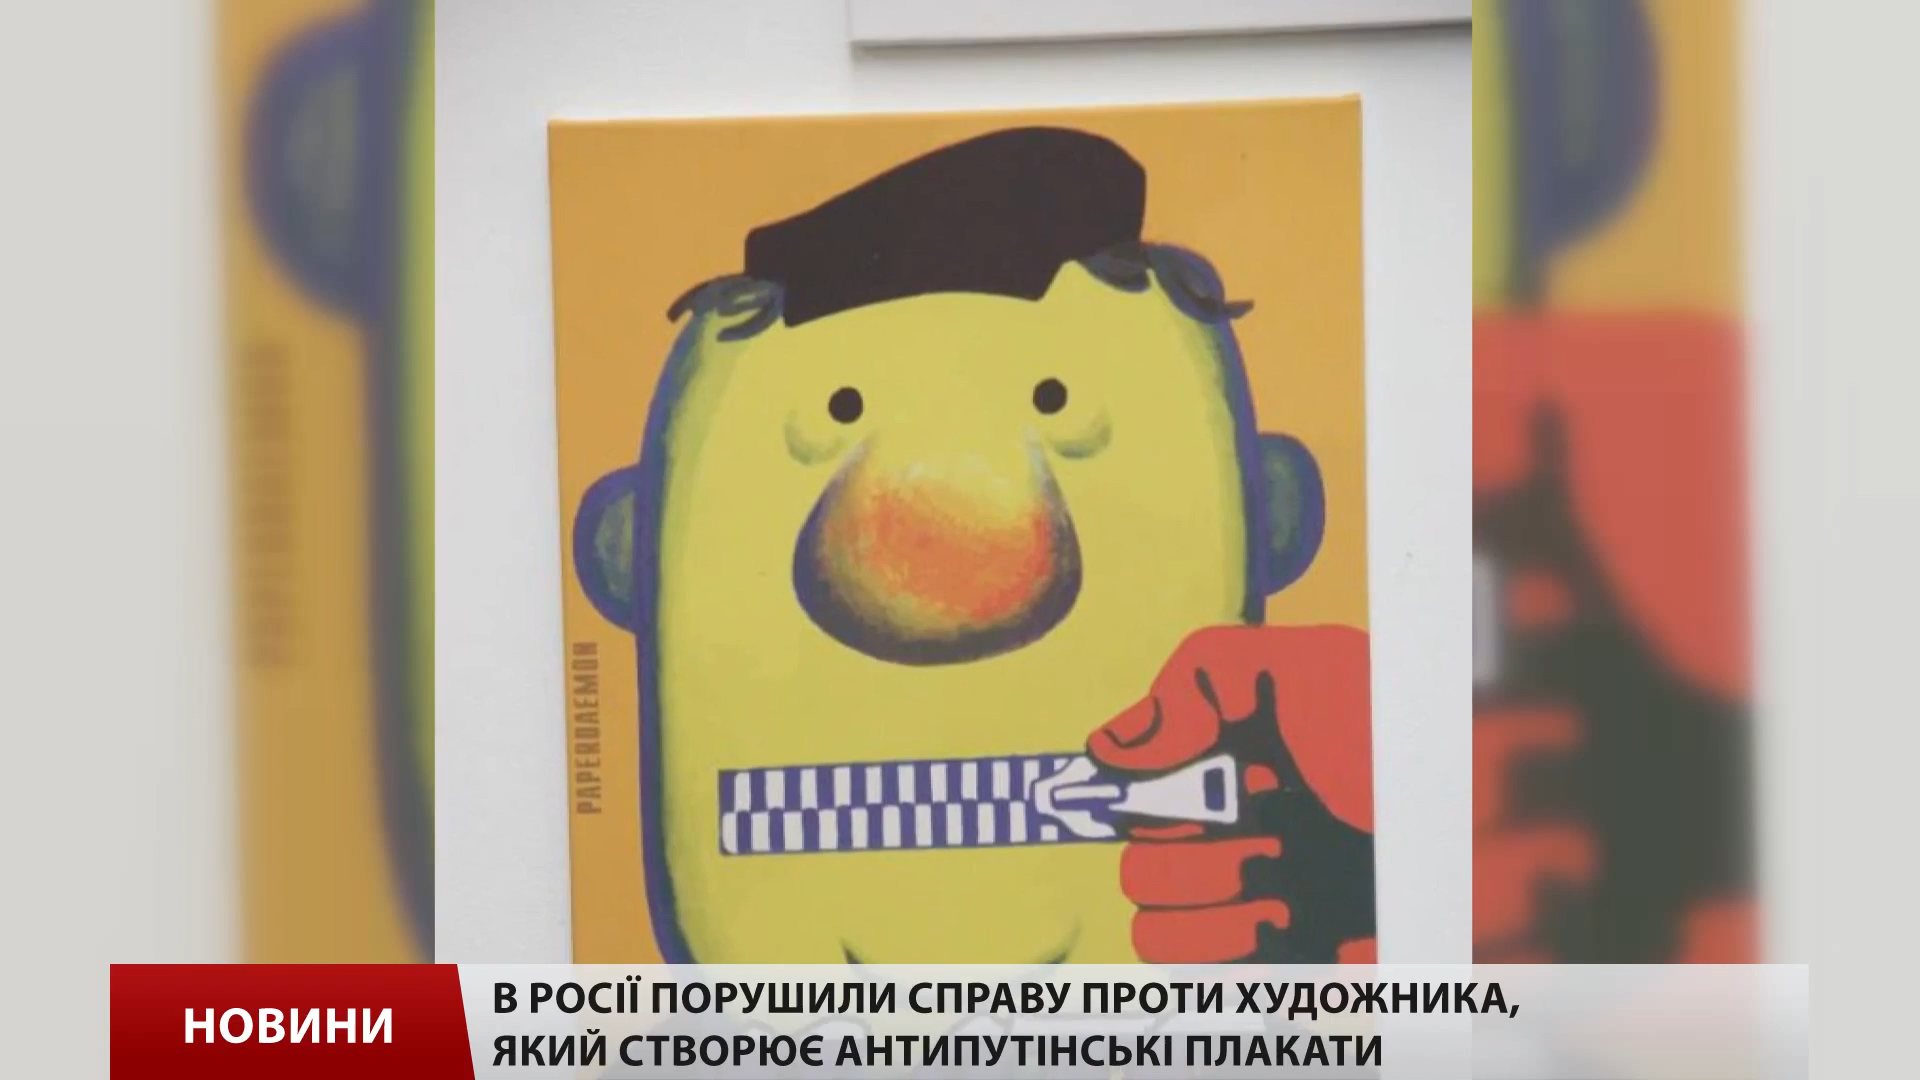 PAPERDAEMON
НОВИНИ
В РОСІЇ ПОРУШИЛИ СПРАВУ ПРОТИ ХУДОЖНИКА,
ЯКИЙ СТВОРЮЄ АНТИПУТІНСЬКІ ПЛАКАТИ